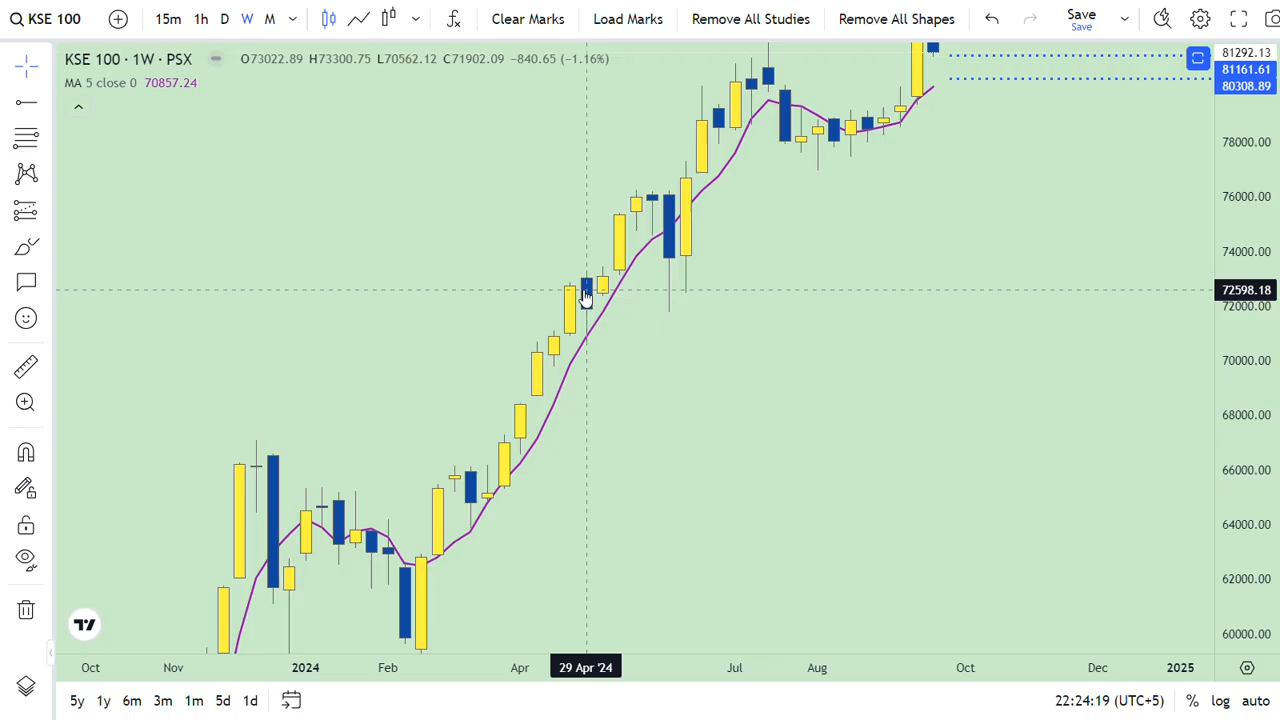 KSE 100 15m 1h D W M Clear Marks Load Marks Remove All Studies Remove All Shapes Save
Save
KSE 100 · 1W · PSX O73022.89 H73300.75 L70562.12 C71902.09 −840.65 (−1.16%)
MA 5 close 0 70857.24
81292.13
81161.61
80308.89
78000.00
76000.00
74000.00
72598.18
72000.00
70000.00
68000.00
66000.00
64000.00
62000.00
60000.00
Oct Nov 2024 Feb Apr 29 Apr '24 Jul Aug Oct Dec 2025
5y 1y 6m 3m 1m 5d 1d 22:24:19 (UTC+5) % log auto